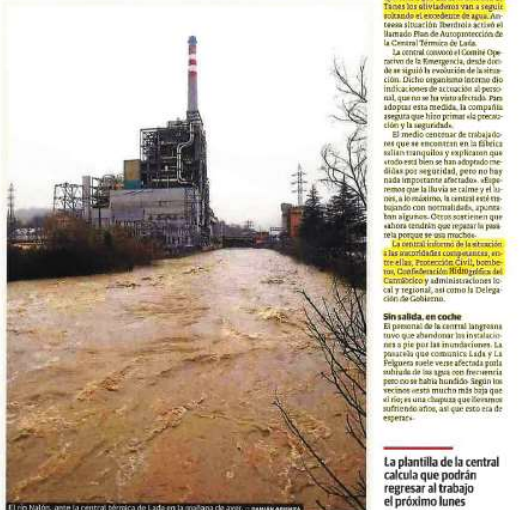 Tanes los aliviaderos van a seguir
soltando el excedente de agua. An-
te esa situación Iberdrola activó el
llamado Plan de Autoprotección de
la Central Térmica de Lada.
La central convocó el Comité Ope-
rativo de la Emergencia, desde don-
de se siguió la evolución de la situa-
ción. Dicho organismo interno dio
indicaciones de actuación al perso-
nal, que no se ha visto afectado. Para
adoptar esta medida, la compañía
asegura que hizo primar «la precau-
ción y la seguridad».
El medio centenar de trabajado-
res que se encontraban en la fábrica
salían tranquilos y explicaron que
«todo está bien se han adoptado me-
didas por seguridad, pero no hay
nada importante afectado». «Espe-
remos que la lluvia se calme y el lu-
nes, a lo máximo, la central esté tra-
bajando con normalidad», apunta-
ban algunos. Otros sostienen que
«ahora tendrán que reparar la pasa-
rela porque se usa mucho».
La central informó de la situación
a las autoridades competentes, en-
tre ellas, Protección Civil, bombe-
ros, Confederación Hidrográfica del
Cantábrico y administraciones lo-
cal y regional, así como la Delega-
ción de Gobierno.
Sin salida, en coche
El personal de la central langreana
tuvo que abandonar las instalacio-
nes a pie por las inundaciones. La
pasarela que comunica Lada y La
Felguera suele verse afectada por la
subida de las aguas con frecuencia
pero no se había hundido. Según los
vecinos «está mucho más baja que
el río; es una chapuza que llevamos
sufriendo años, así que esto era de
esperar».
La plantilla de la central
calcula que podrán
regresar al trabajo
el próximo lunes
El río Nalón, ante la central térmica de Lada en la mañana de ayer.